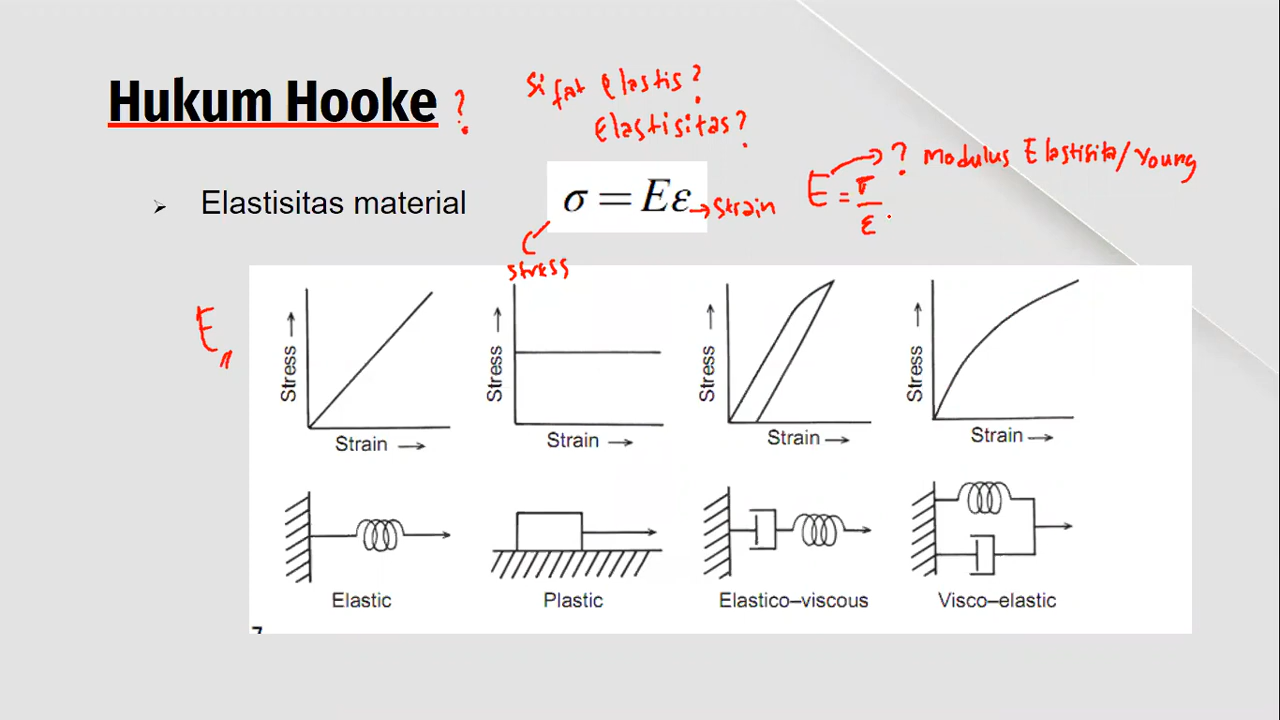 Hukum Hooke ?
Sifat elastis?
Elastisitas?
E → ? Modulus Elastisita/Young
E = σ/ε
➢ Elastisitas material
σ = Eε → Strain
stress
E
Stress → Stress → Stress → Stress →
Strain → Strain → Strain → Strain →
Elastic Plastic Elastico–viscous Visco–elastic